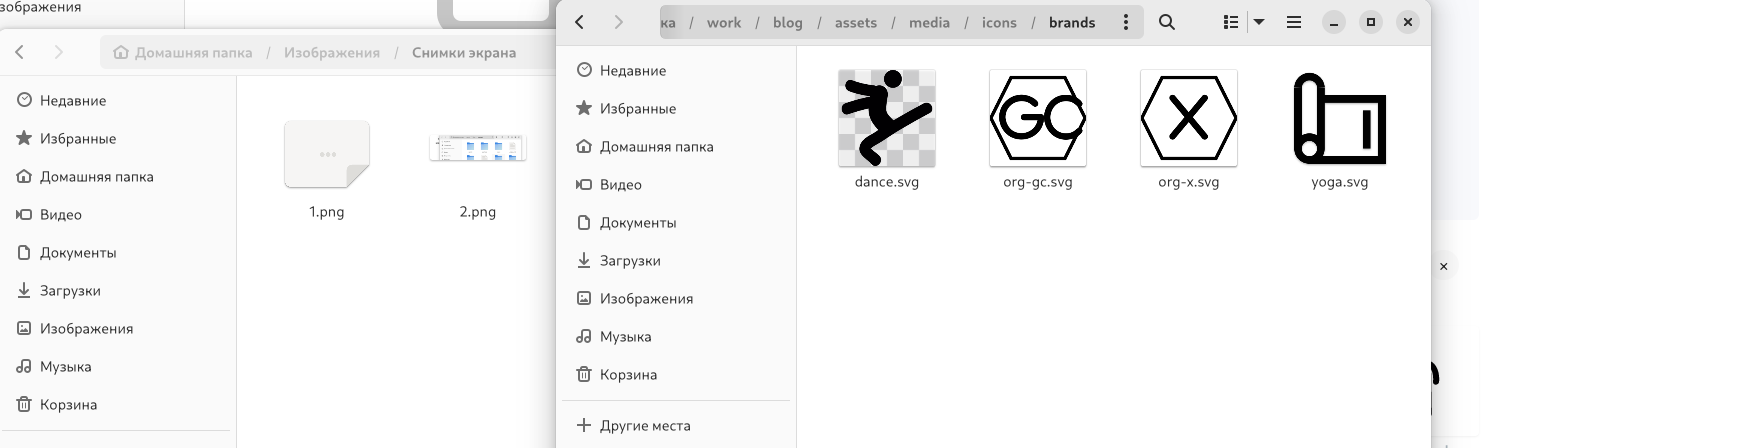 зображения
Домашняя папка / Изображения / Снимки экрана
Недавние
Избранные
Домашняя папка
Видео
Документы
Загрузки
Изображения
Музыка
Корзина
1.png
2.png
ка / work / blog / assets / media / icons / brands
Недавние
Избранные
Домашняя папка
Видео
Документы
Загрузки
Изображения
Музыка
Корзина
Другие места
GC
X
dance.svg
org-gc.svg
org-x.svg
yoga.svg